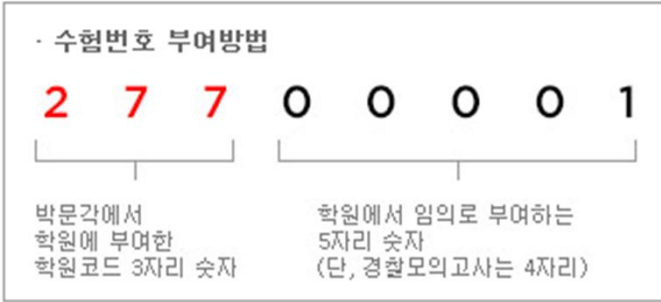 · 수험번호 부여방법
2 7 7 0 0 0 0 1
박문각에서
학원에 부여한
학원코드 3자리 숫자
학원에서 임의로 부여하는
5자리 숫자
(단, 경찰모의고사는 4자리)